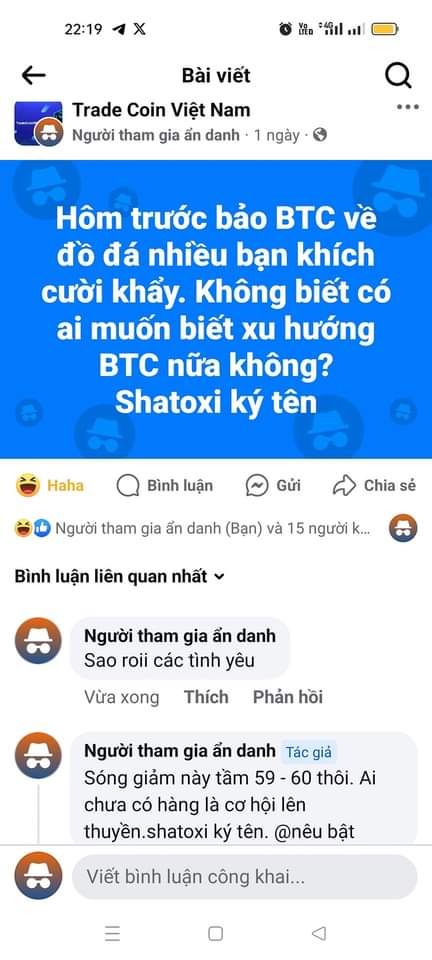 22:19
Vo LTED 4G
Bài viết
Trade Coin Việt Nam
Người tham gia ẩn danh · 1 ngày ·
Hôm trước bảo BTC về
đồ đá nhiều bạn khích
cười khẩy. Không biết có
ai muốn biết xu hướng
BTC nữa không?
Shatoxi ký tên
Haha
Bình luận
Gửi
Chia sẻ
Người tham gia ẩn danh (Bạn) và 15 người k...
Bình luận liên quan nhất
Người tham gia ẩn danh
Sao roii các tình yêu
Vừa xong Thích Phản hồi
Người tham gia ẩn danh Tác giả
Sóng giảm này tầm 59 - 60 thôi. Ai
chưa có hàng là cơ hội lên
thuyền.shatoxi ký tên. @nêu bật
Viết bình luận công khai...